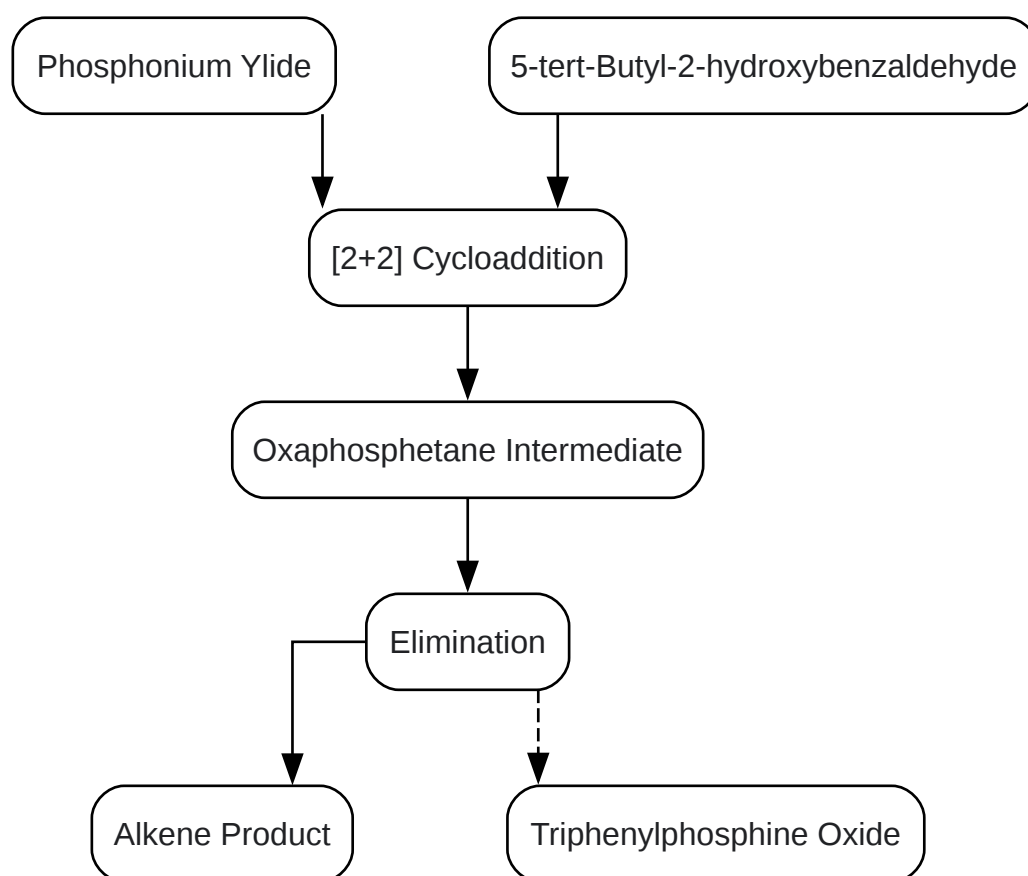 Phosphonium Ylide
5-tert-Butyl-2-hydroxybenzaldehyde
[2+2] Cycloaddition
Oxaphosphetane Intermediate
Elimination
Alkene Product
Triphenylphosphine Oxide